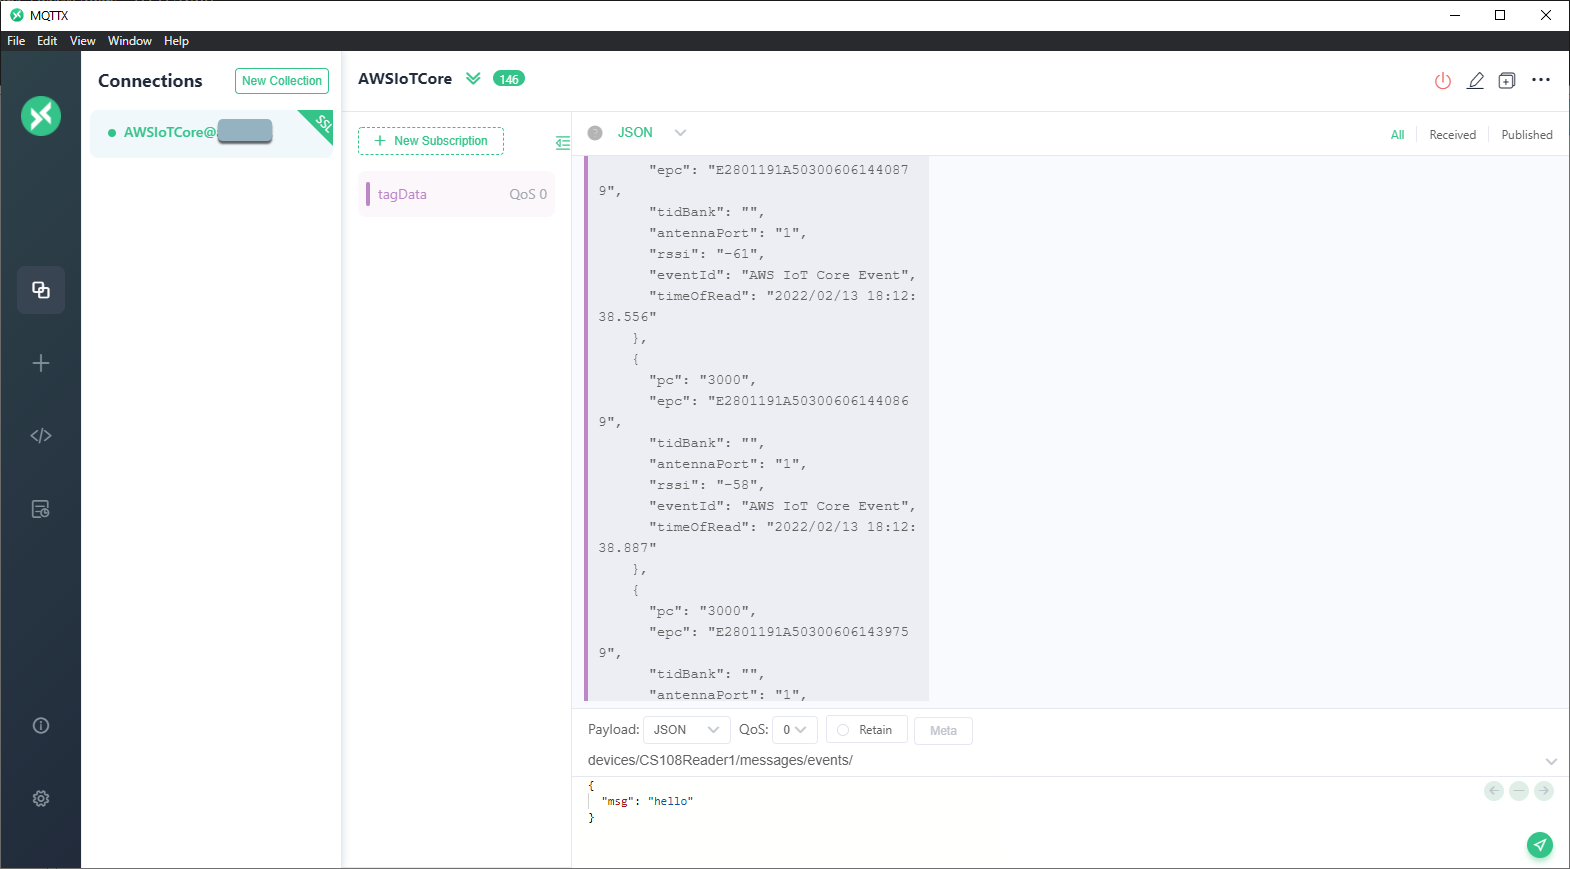 MQTTX
File Edit View Window Help
Connections
New Collection
AWSIoTCore@
SSL
AWSIoTCore 146
New Subscription
tagData QoS 0
JSON
All Received Published
"epc": "E2801191A50300606144087
9",
"tidBank": "",
"antennaPort": "1",
"rssi": "-61",
"eventId": "AWS IoT Core Event",
"timeOfRead": "2022/02/13 18:12:
38.556"
},
{
"pc": "3000",
"epc": "E2801191A50300606144086
9",
"tidBank": "",
"antennaPort": "1",
"rssi": "-58",
"eventId": "AWS IoT Core Event",
"timeOfRead": "2022/02/13 18:12:
38.887"
},
{
"pc": "3000",
"epc": "E2801191A50300606143975
9",
"tidBank": "",
"antennaPort": "1",
Payload: JSON QoS: 0 Retain Meta
devices/CS108Reader1/messages/events/
{
"msg": "hello"
}